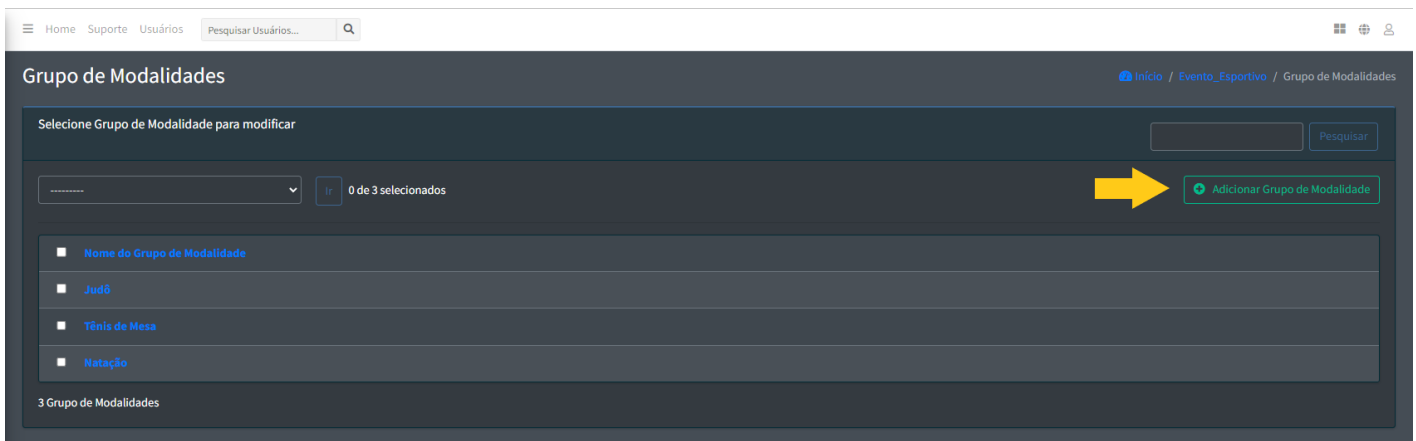 Home Suporte Usuários Pesquisar Usuários...
Grupo de Modalidades Início / Evento_Esportivo / Grupo de Modalidades
Selecione Grupo de Modalidade para modificar
Pesquisar
--------- Ir 0 de 3 selecionados Adicionar Grupo de Modalidade
Nome do Grupo de Modalidade
Judô
Tênis de Mesa
Natação
3 Grupo de Modalidades